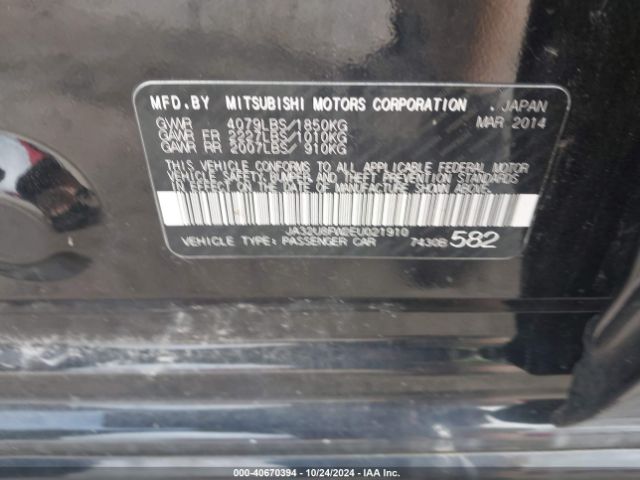 MFD.BY MITSUBISHI MOTORS CORPORATION . JAPAN
GVWR 4079LBS/1850KG MAR 2014
GAWR FR 2227LBS/1010KG
GAWR RR 2007LBS/ 910KG
THIS VEHICLE CONFORMS TO ALL APPLICABLE FEDERAL MOTOR
VEHICLE SAFETY, BUMPER, AND THEFT PREVENTION STANDARDS
IN EFFECT ON THE DATE OF MANUFACTURE SHOWN ABOVE.
JA32U8FW2EU021910
VEHICLE TYPE: PASSENGER CAR 7430B 582
000-40670394 - 10/24/2024 - IAAI.com